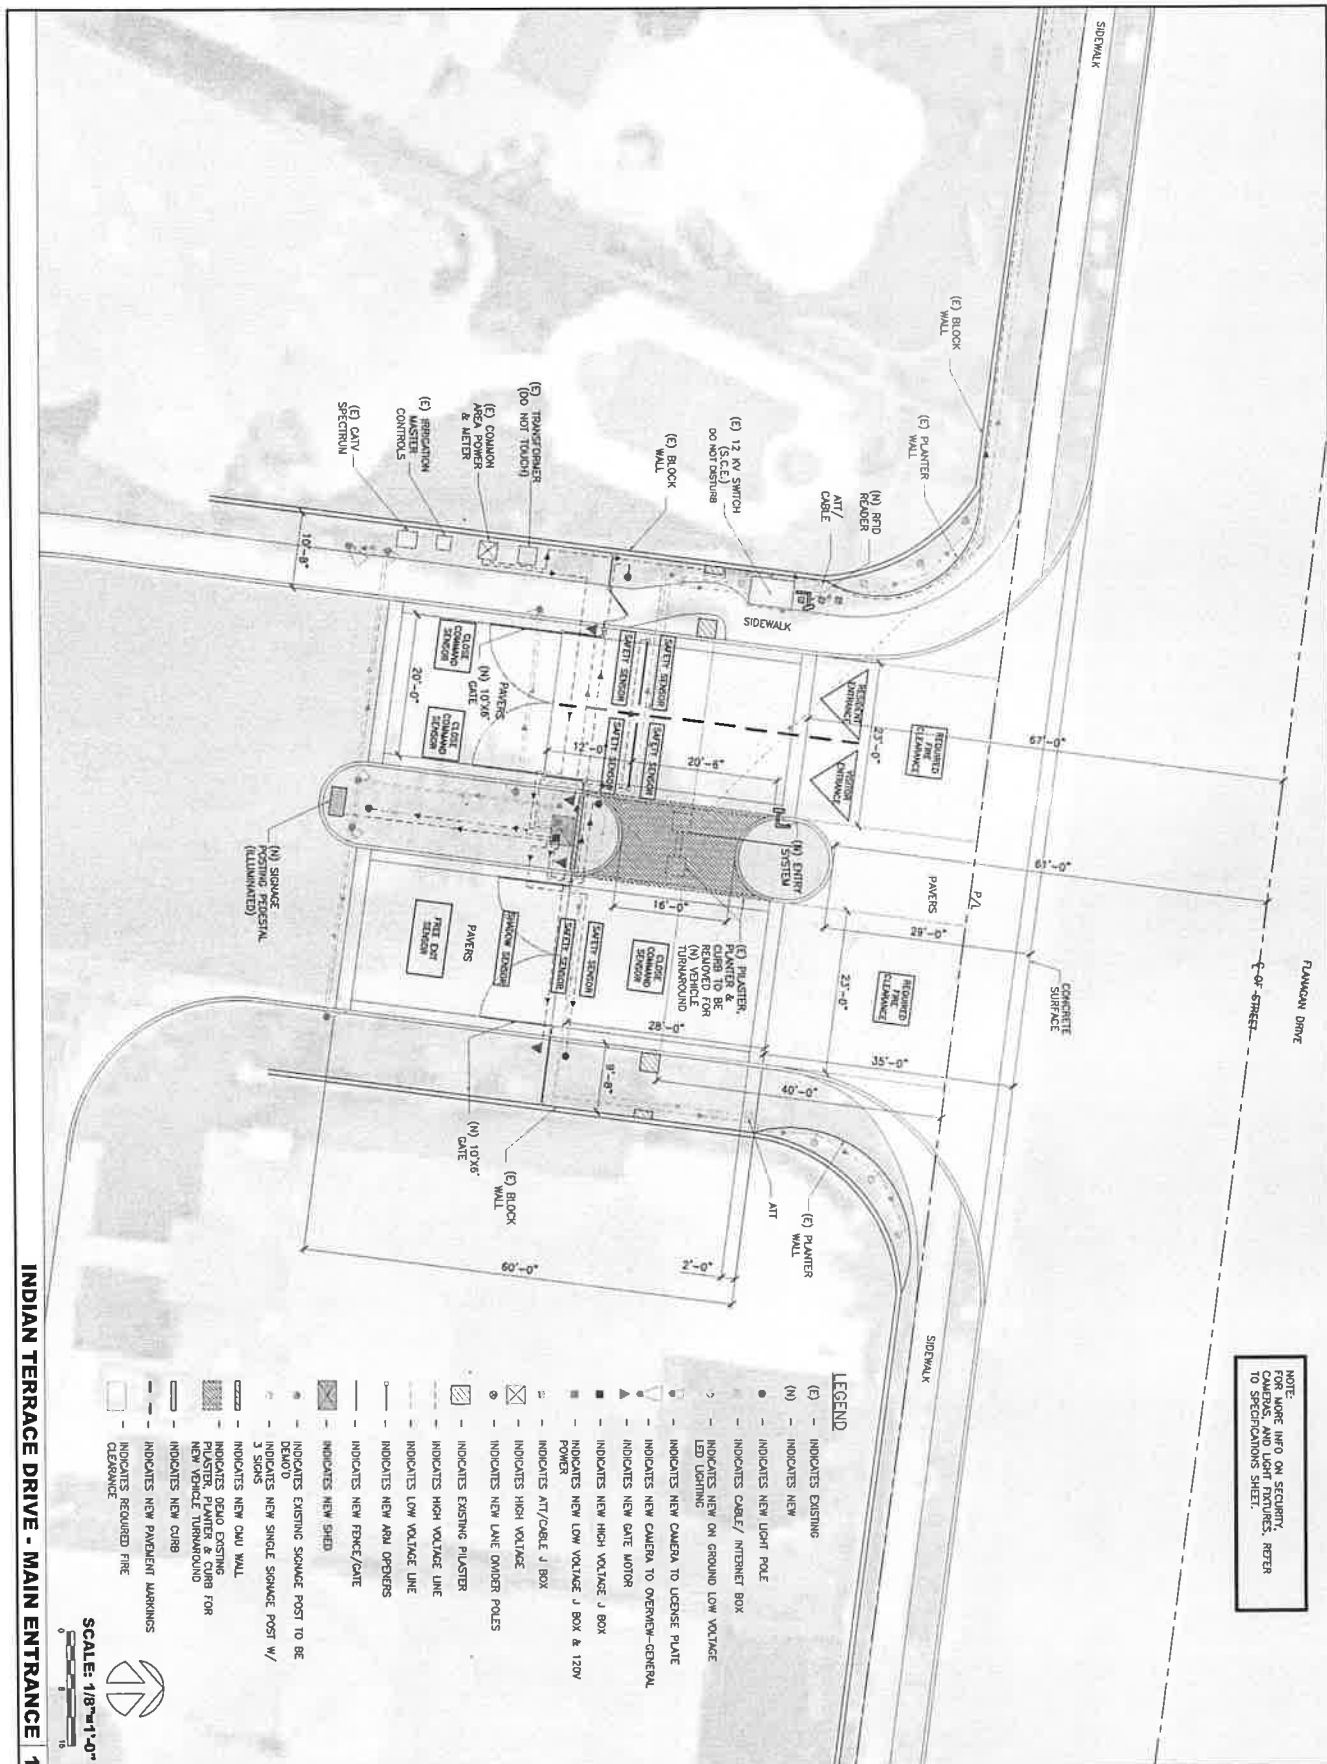 NOTE:
FOR MORE INFO ON SECURITY,
CAMERAS, AND LIGHT FIXTURES, REFER
TO SPECIFICATIONS SHEET.
FLANAGAN DRIVE
℄ OF STREET
SIDEWALK
(E) BLOCK
WALL
(E) PLANTER
WALL
(N) RFID
READER
ATT/
CABLE
(E) 12 KV SWITCH
(S.C.E.)
DO NOT DISTURB
(E) BLOCK
WALL
(E) TRANSFORMER
(DO NOT TOUCH)
(E) COMMON
AREA POWER
& METER
(E) IRRIGATION
MASTER
CONTROLS
(E) CATV
SPECTRUM
10'-8"
SIDEWALK
67'-0"
REQUIRED
FIRE
CLEARANCE
RESIDENT
ENTRANCE
23'-0"
VISITOR
ENTRANCE
SAFETY SENSOR
SAFETY SENSOR
SAFETY SENSOR
SAFETY SENSOR
12'-0"
20'-6"
CLOSE
COMMAND
SENSOR
PAVERS
(N) 10'X6'
GATE
20'-0"
CLOSE
COMMAND
SENSOR
61'-0"
P/L
PAVERS
29'-0"
(N) ENTRY
SYSTEM
16'-0"
(N) SIGNAGE
POSTING PEDESTAL
(ILLUMINATED)
CONCRETE
SURFACE
REQUIRED
FIRE
CLEARANCE
23'-0"
(E) PILASTER,
PLANTER &
CURB TO BE
REMOVED FOR
(N) VEHICLE
TURNAROUND
CLOSE
COMMAND
SENSOR
SAFETY SENSOR
SAFETY SENSOR
SHADOW SENSOR
PAVERS
FREE EXIT
SENSOR
28'-0"
35'-0"
40'-0"
9'-8"
(N) 10'X6'
GATE
(E) BLOCK
WALL
ATT
(E) PLANTER
WALL
60'-0"
2'-0"
SIDEWALK
LEGEND
(E) - INDICATES EXISTING
(N) - INDICATES NEW
- INDICATES NEW LIGHT POLE
- INDICATES CABLE/ INTERNET BOX
- INDICATES NEW ON GROUND LOW VOLTAGE
LED LIGHTING
- INDICATES NEW CAMERA TO LICENSE PLATE
- INDICATES NEW CAMERA TO OVERVIEW-GENERAL
- INDICATES NEW GATE MOTOR
- INDICATES NEW HIGH VOLTAGE J BOX
- INDICATES NEW LOW VOLTAGE J BOX & 120V
POWER
- INDICATES ATT/CABLE J BOX
- INDICATES HIGH VOLTAGE
- INDICATES NEW LANE DIVIDER POLES
- INDICATES EXISTING PILASTER
- INDICATES HIGH VOLTAGE LINE
- INDICATES LOW VOLTAGE LINE
- INDICATES NEW ARM OPENERS
- INDICATES NEW FENCE/GATE
- INDICATES NEW SHED
- INDICATES EXISTING SIGNAGE POST TO BE
DEMO'D
- INDICATES NEW SINGLE SIGNAGE POST W/
3 SIGNS
- INDICATES NEW CMU WALL
- INDICATES DEMO EXISTING
PILASTER, PLANTER & CURB FOR
NEW VEHICLE TURNAROUND
- INDICATES NEW CURB
- INDICATES NEW PAVEMENT MARKINGS
- INDICATES REQUIRED FIRE
CLEARANCE
SCALE: 1/8"=1'-0"
0 8 16
INDIAN TERRACE DRIVE - MAIN ENTRANCE 1